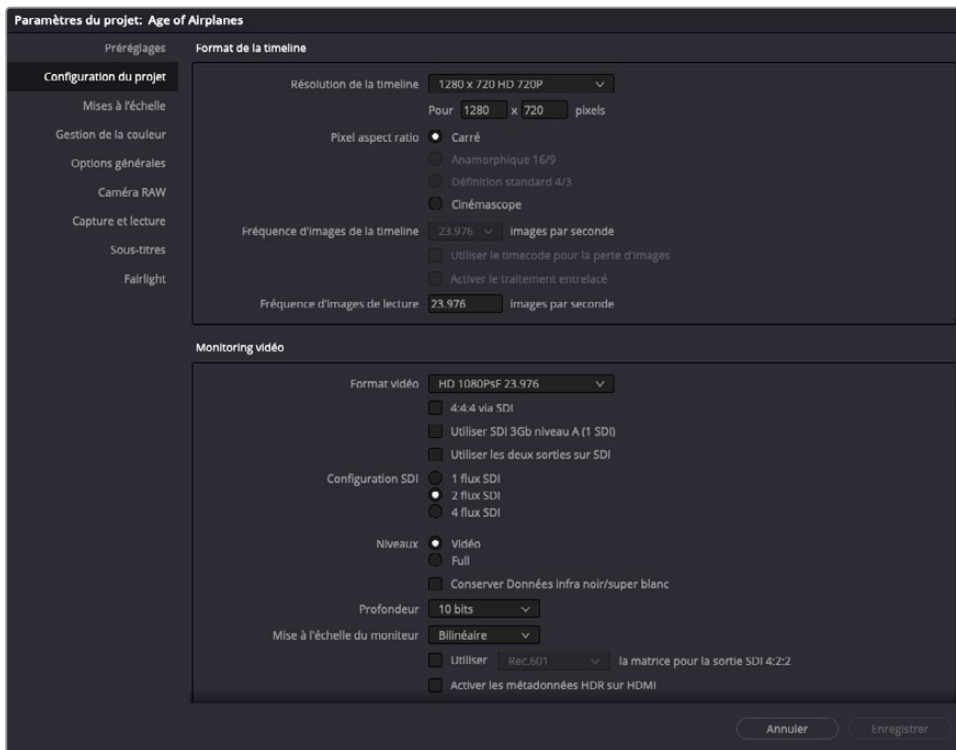 Paramètres du projet: Age of Airplanes
Préréglages
Configuration du projet
Mises à l'échelle
Gestion de la couleur
Options générales
Caméra RAW
Capture et lecture
Sous-titres
Fairlight
Format de la timeline
Résolution de la timeline 1280 x 720 HD 720P
Pour 1280 x 720 pixels
Pixel aspect ratio Carré
Anamorphique 16/9
Définition standard 4/3
Cinémascope
Fréquence d'images de la timeline 23.976 images par seconde
Utiliser le timecode pour la perte d'images
Activer le traitement entrelacé
Fréquence d'images de lecture 23.976 images par seconde
Monitoring vidéo
Format vidéo HD 1080PsF 23.976
4:4:4 via SDI
Utiliser SDI 3Gb niveau A (1 SDI)
Utiliser les deux sorties sur SDI
Configuration SDI 1 flux SDI
2 flux SDI
4 flux SDI
Niveaux Vidéo
Full
Conserver Données infra noir/super blanc
Profondeur 10 bits
Mise à l'échelle du moniteur Bilinéaire
Utiliser Rec.601 la matrice pour la sortie SDI 4:2:2
Activer les métadonnées HDR sur HDMI
Annuler Enregistrer